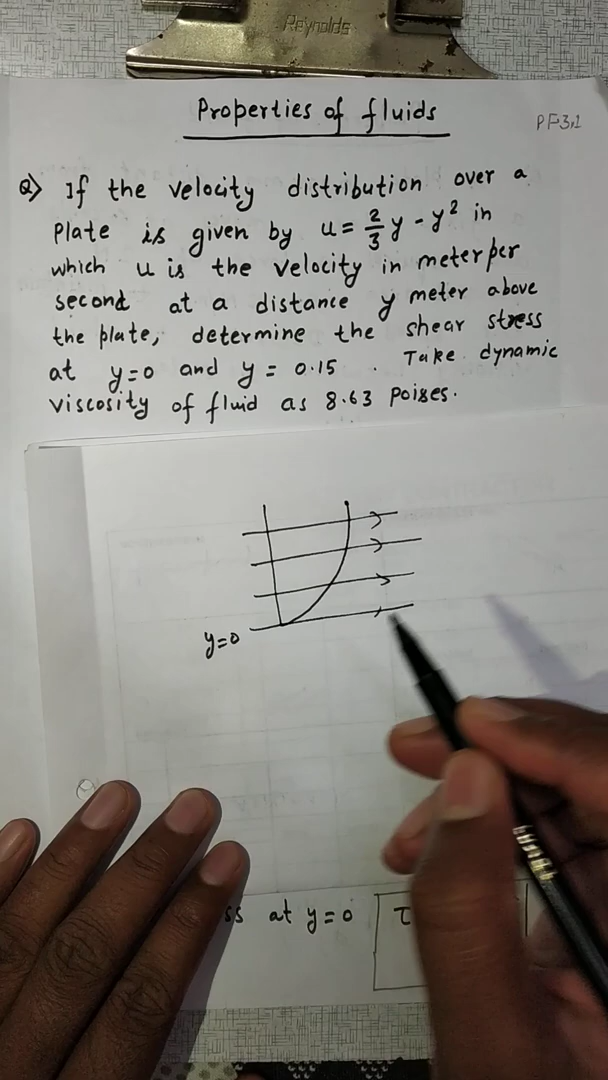 Reynolds
Properties of fluids
PF3.1
Q) If the velocity distribution over a
plate is given by u = 2/3 y - y² in
which u is the velocity in meter per
second at a distance y meter above
the plate, determine the shear stress
at y=0 and y = 0.15 . Take dynamic
viscosity of fluid as 8.63 poises.
y=0
ss at y=0 τ